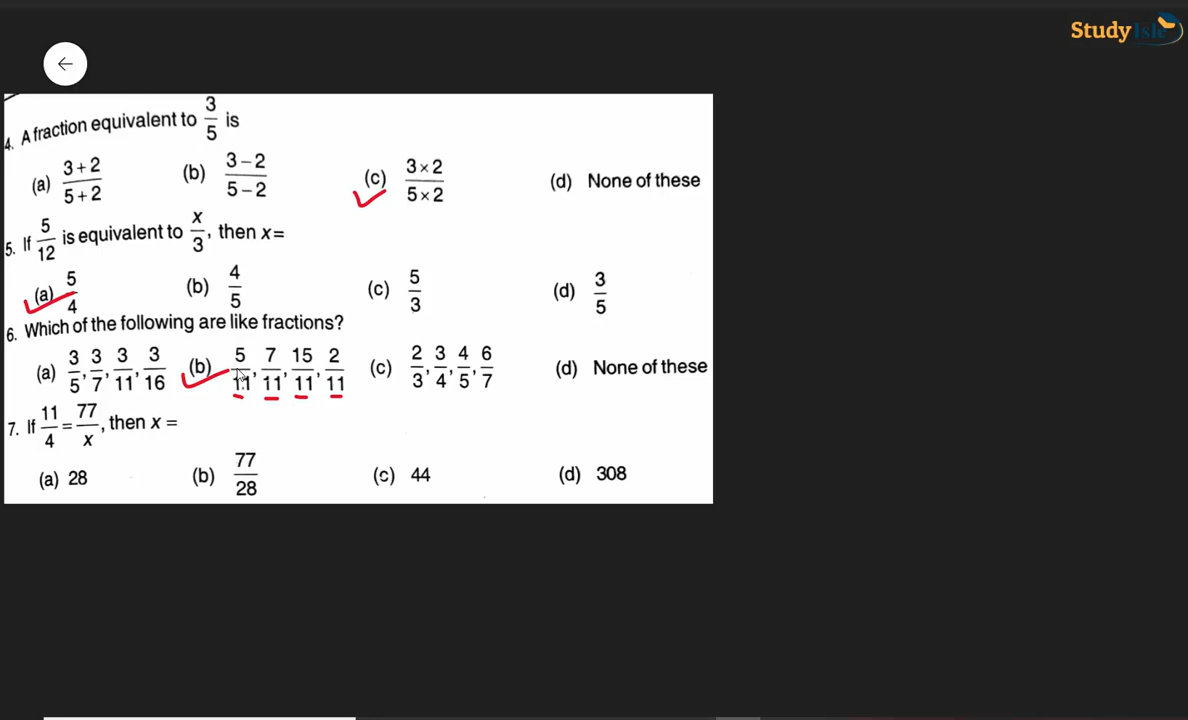 StudyIsle
4. A fraction equivalent to 3/5 is
(a) 3+2/5+2 (b) 3−2/5−2 (c) 3×2/5×2 (d) None of these
5. If 5/12 is equivalent to x/3, then x=
(a) 5/4 (b) 4/5 (c) 5/3 (d) 3/5
6. Which of the following are like fractions?
(a) 3/5, 3/7, 3/11, 3/16 (b) 5/11, 7/11, 15/11, 2/11 (c) 2/3, 3/4, 4/5, 6/7 (d) None of these
7. If 11/4 = 77/x, then x =
(a) 28 (b) 77/28 (c) 44 (d) 308